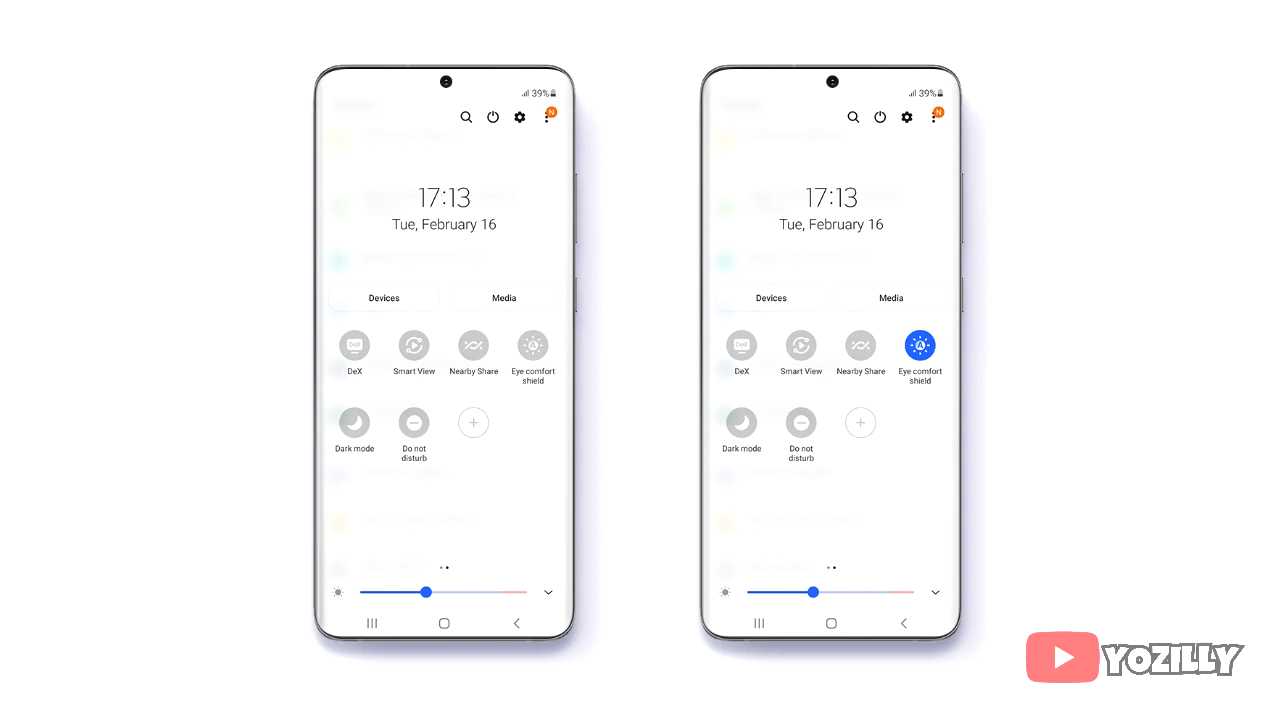 39%
N
17:13
Tue, February 16
Devices Media
DeX
DeX Smart View Nearby Share Eye comfort
shield
Dark mode Do not
disturb
39%
N
17:13
Tue, February 16
Devices Media
DeX
A
DeX Smart View Nearby Share Eye comfort
shield
Dark mode Do not
disturb
YOZILLY